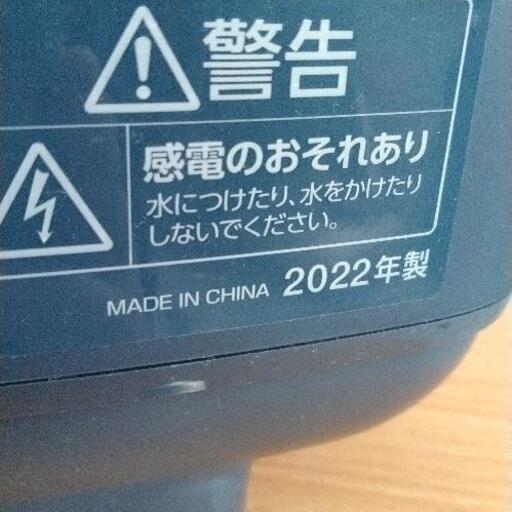 警告
感電のおそれあり
水につけたり、水をかけたり
しないでください。
MADE IN CHINA 2022年製